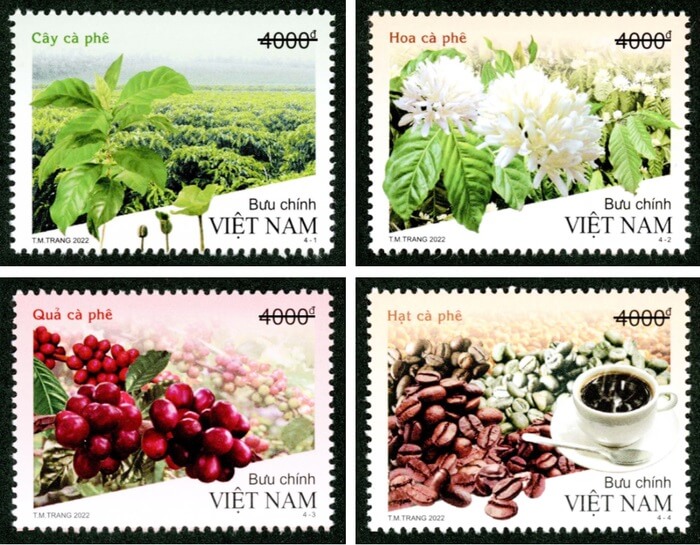 Cây cà phê
4000đ
Bưu chính
VIỆT NAM
T.M.TRANG 2022
4 - 1
Hoa cà phê
4000đ
Bưu chính
VIỆT NAM
T.M.TRANG 2022
4 - 2
Quả cà phê
4000đ
Bưu chính
VIỆT NAM
T.M.TRANG 2022
4 - 3
Hạt cà phê
4000đ
Bưu chính
VIỆT NAM
T.M.TRANG 2022
4 - 4